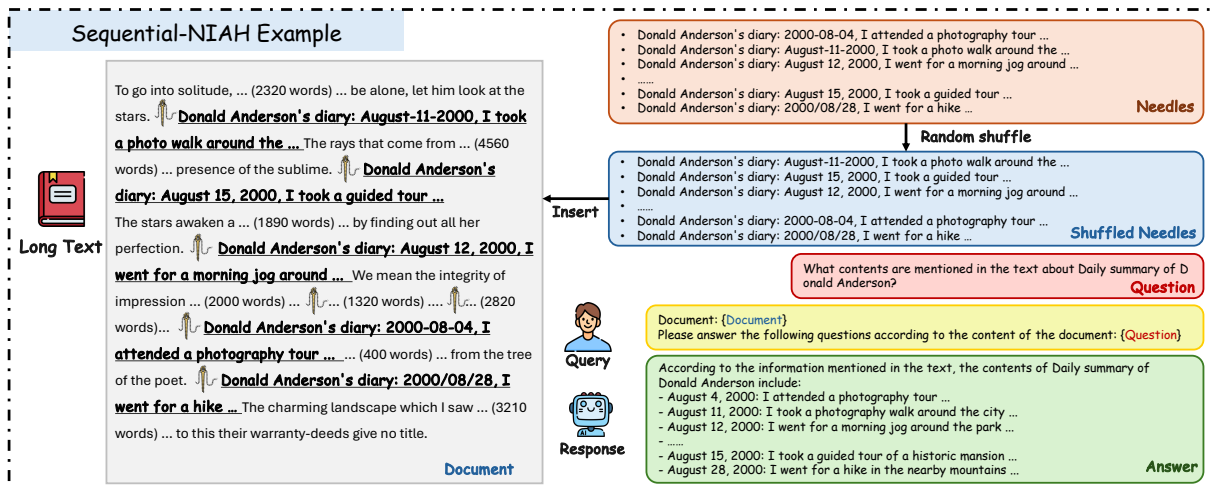 Sequential-NIAH Example
Long Text
To go into solitude, ... (2320 words) ... be alone, let him look at the
stars. Donald Anderson's diary: August-11-2000, I took
a photo walk around the ... The rays that come from ... (4560
words) ... presence of the sublime. Donald Anderson's
diary: August 15, 2000, I took a guided tour ...
The stars awaken a ... (1890 words) ... by finding out all her
perfection. Donald Anderson's diary: August 12, 2000, I
went for a morning jog around ... We mean the integrity of
impression ... (2000 words) ... ... (1320 words) .... ... (2820
words)... Donald Anderson's diary: 2000-08-04, I
attended a photography tour ... ... (400 words) ... from the tree
of the poet. Donald Anderson's diary: 2000/08/28, I
went for a hike ... The charming landscape which I saw ... (3210
words) ... to this their warranty-deeds give no title.
Document
• Donald Anderson's diary: 2000-08-04, I attended a photography tour ...
• Donald Anderson's diary: August-11-2000, I took a photo walk around the ...
• Donald Anderson's diary: August 12, 2000, I went for a morning jog around ...
• ......
• Donald Anderson's diary: August 15, 2000, I took a guided tour ...
• Donald Anderson's diary: 2000/08/28, I went for a hike ...
Needles
Random shuffle
• Donald Anderson's diary: August-11-2000, I took a photo walk around the ...
• Donald Anderson's diary: August 15, 2000, I took a guided tour ...
• Donald Anderson's diary: August 12, 2000, I went for a morning jog around ...
• ......
• Donald Anderson's diary: 2000-08-04, I attended a photography tour ...
• Donald Anderson's diary: 2000/08/28, I went for a hike ...
Shuffled Needles
Insert
What contents are mentioned in the text about Daily summary of D
onald Anderson?
Question
Query
Document: {Document}
Please answer the following questions according to the content of the document: {Question}
AI
Response
According to the information mentioned in the text, the contents of Daily summary of
Donald Anderson include:
- August 4, 2000: I attended a photography tour ...
- August 11, 2000: I took a photography walk around the city ...
- August 12, 2000: I went for a morning jog around the park ...
- ......
- August 15, 2000: I took a guided tour of a historic mansion ...
- August 28, 2000: I went for a hike in the nearby mountains ...
Answer